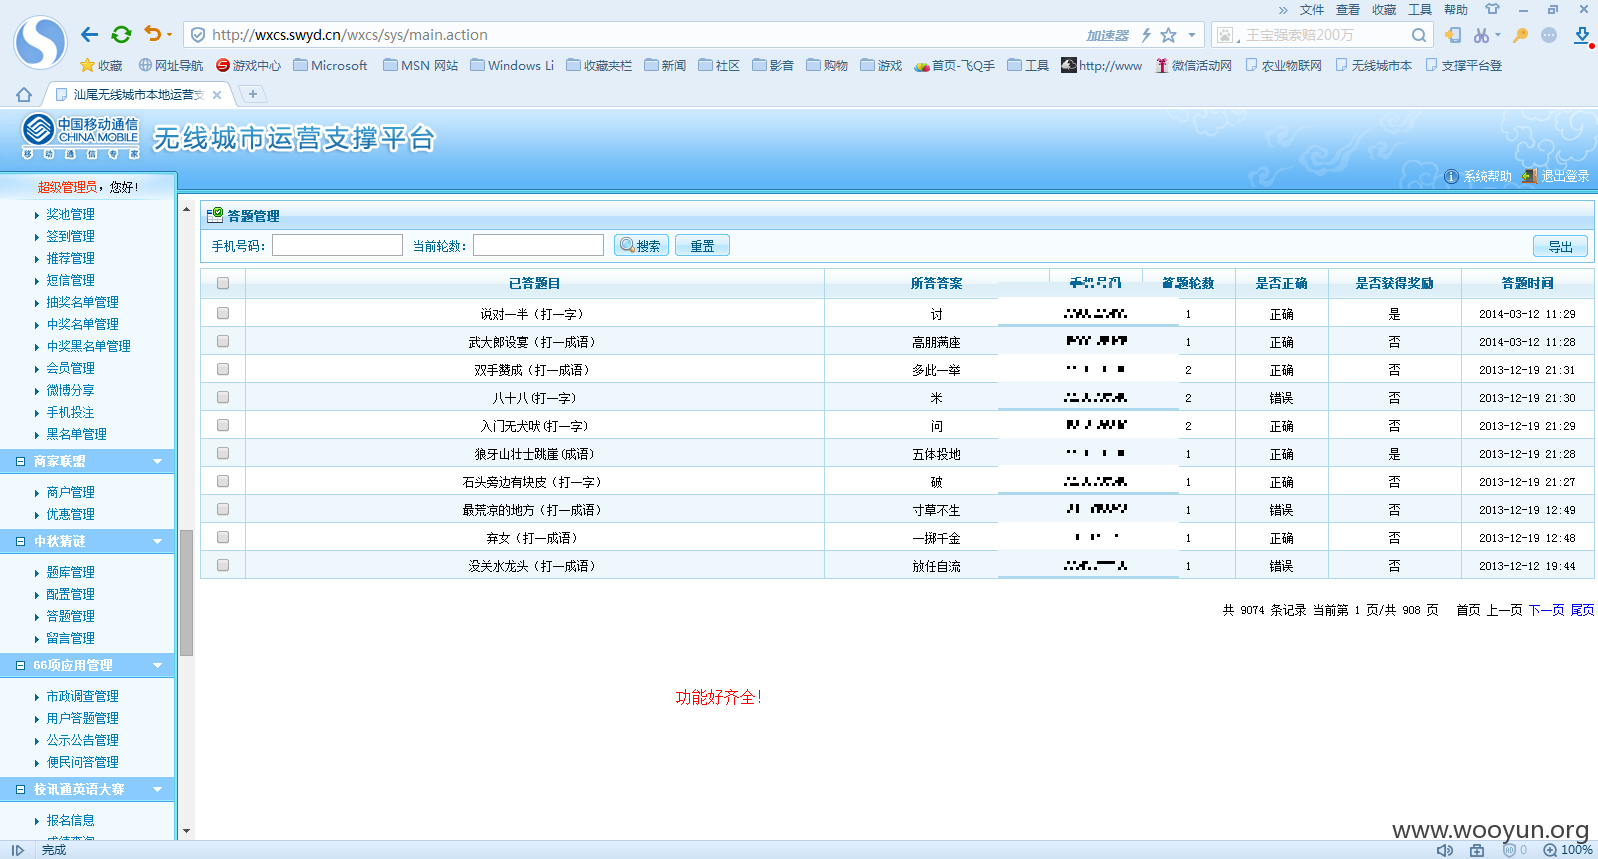 » 文件 查看 收藏 工具 帮助
http://wxcs.swyd.cn/wxcs/sys/main.action 加速器 王宝强索赔200万
收藏 网址导航 游戏中心 Microsoft MSN 网站 Windows Li 收藏夹栏 新闻 社区 影音 购物 游戏 首页-飞Q手 工具 http://www 微信活动网 农业物联网 无线城市本 支撑平台登
汕尾无线城市本地运营支
中国移动通信
CHINA MOBILE
移动通信专家
无线城市运营支撑平台
系统帮助 退出登录
超级管理员，您好!
奖池管理
签到管理
推荐管理
短信管理
抽奖名单管理
中奖名单管理
中奖黑名单管理
会员管理
微博分享
手机投注
黑名单管理
商家联盟
商户管理
优惠管理
中秋猜谜
题库管理
配置管理
答题管理
留言管理
66项应用管理
市政调查管理
用户答题管理
公示公告管理
便民问答管理
校讯通英语大赛
报名信息
答题管理
手机号码: 当前轮数: 搜索 重置 导出
已答题目 所答答案 手机号码 答题轮数 是否正确 是否获得奖励 答题时间
说对一半（打一字） 讨 1 正确 是 2014-03-12 11:29
武大郎设宴（打一成语） 高朋满座 1 正确 否 2014-03-12 11:28
双手赞成（打一成语） 多此一举 2 正确 否 2013-12-19 21:31
八十八(打一字) 米 2 错误 否 2013-12-19 21:30
入门无犬吠(打一字) 问 2 正确 否 2013-12-19 21:29
狼牙山壮士跳崖(成语) 五体投地 1 正确 是 2013-12-19 21:28
石头旁边有块皮（打一字） 破 1 正确 否 2013-12-19 21:27
最荒凉的地方（打一成语） 寸草不生 1 错误 否 2013-12-19 12:49
弃女（打一成语） 一掷千金 1 正确 否 2013-12-19 12:48
没关水龙头（打一成语） 放任自流 1 错误 否 2013-12-12 19:44
共 9074 条记录 当前第 1 页/共 908 页 首页 上一页 下一页 尾页
功能好齐全!
www.wooyun.org
完成 0 100%